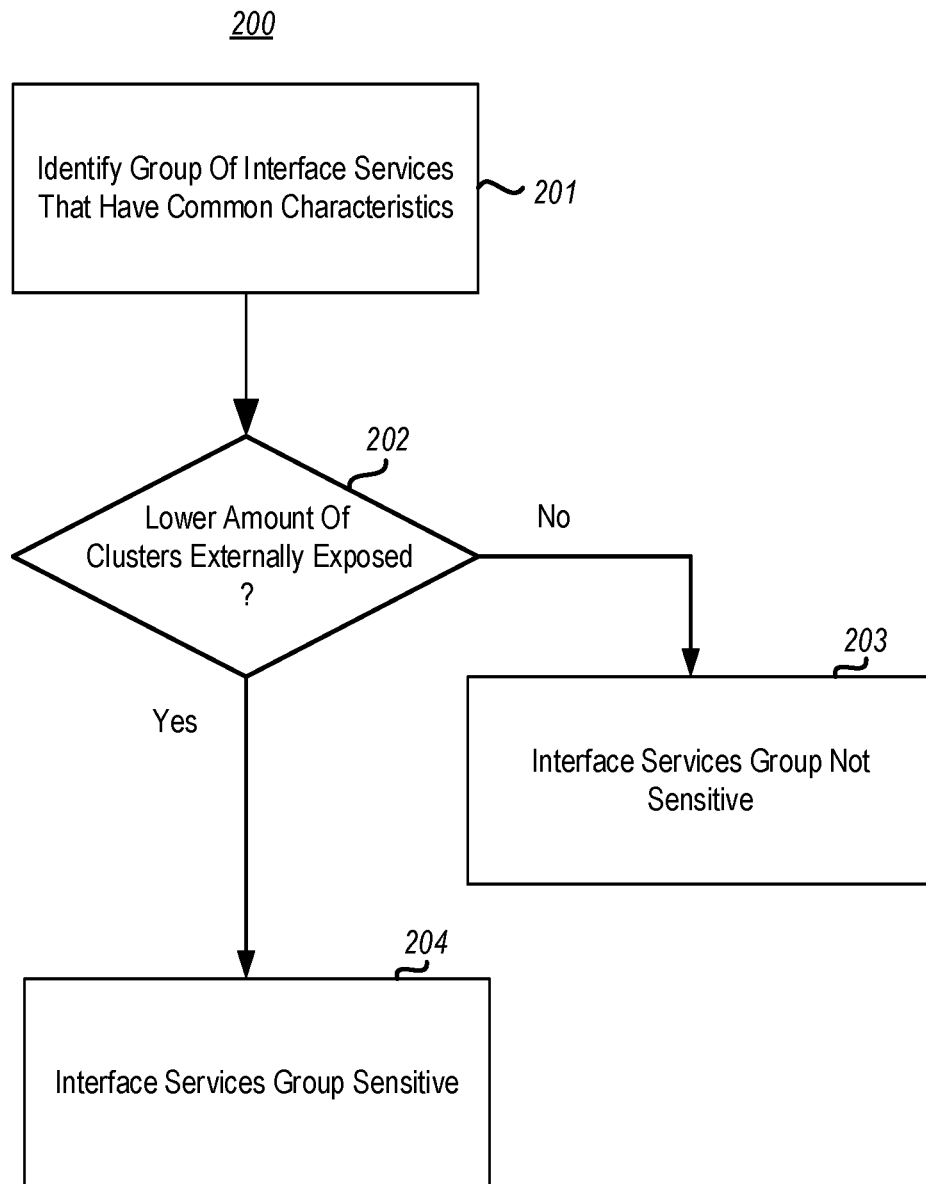 200
Identify Group Of Interface Services
That Have Common Characteristics
201
202
Lower Amount Of
Clusters Externally Exposed
?
No
Yes
203
Interface Services Group Not
Sensitive
204
Interface Services Group Sensitive